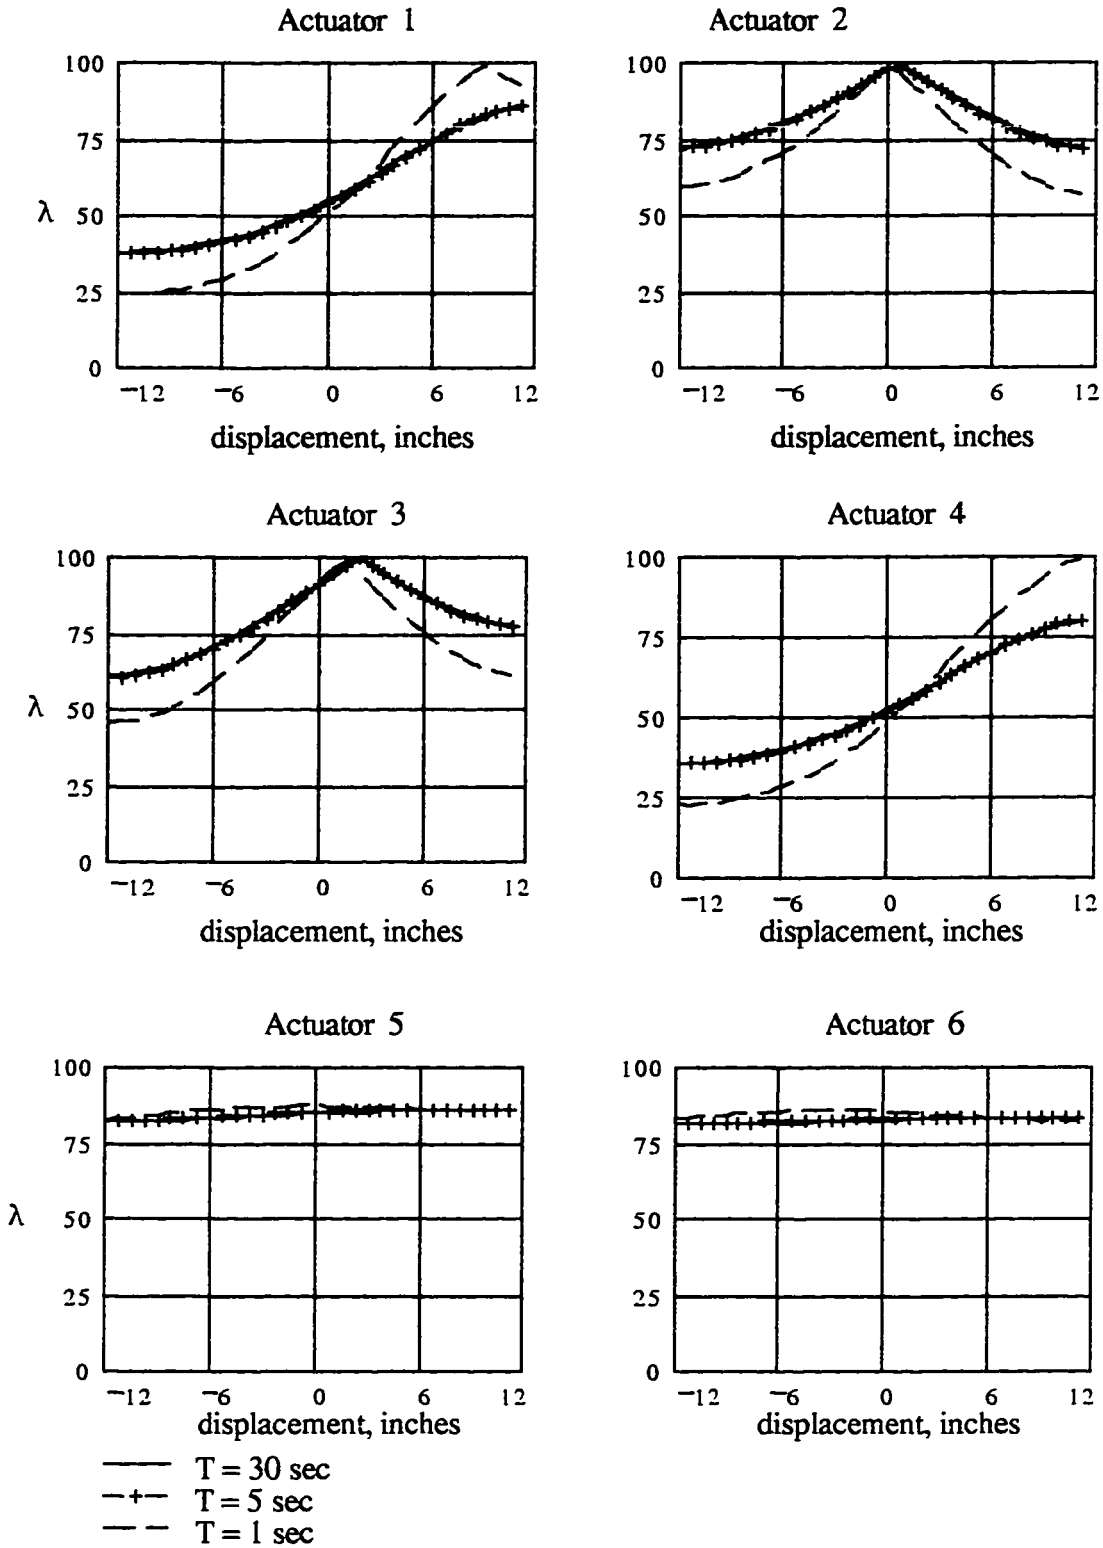 Actuator 1 Actuator 2
100 100
75 75
λ 50 50
25 25
0 0
−12 −6 0 6 12 −12 −6 0 6 12
displacement, inches displacement, inches
Actuator 3 Actuator 4
100 100
75 75
λ 50 50
25 25
0 0
−12 −6 0 6 12 −12 −6 0 6 12
displacement, inches displacement, inches
Actuator 5 Actuator 6
100 100
75 75
λ 50 50
25 25
0 0
−12 −6 0 6 12 −12 −6 0 6 12
displacement, inches displacement, inches
T = 30 sec
T = 5 sec
T = 1 sec